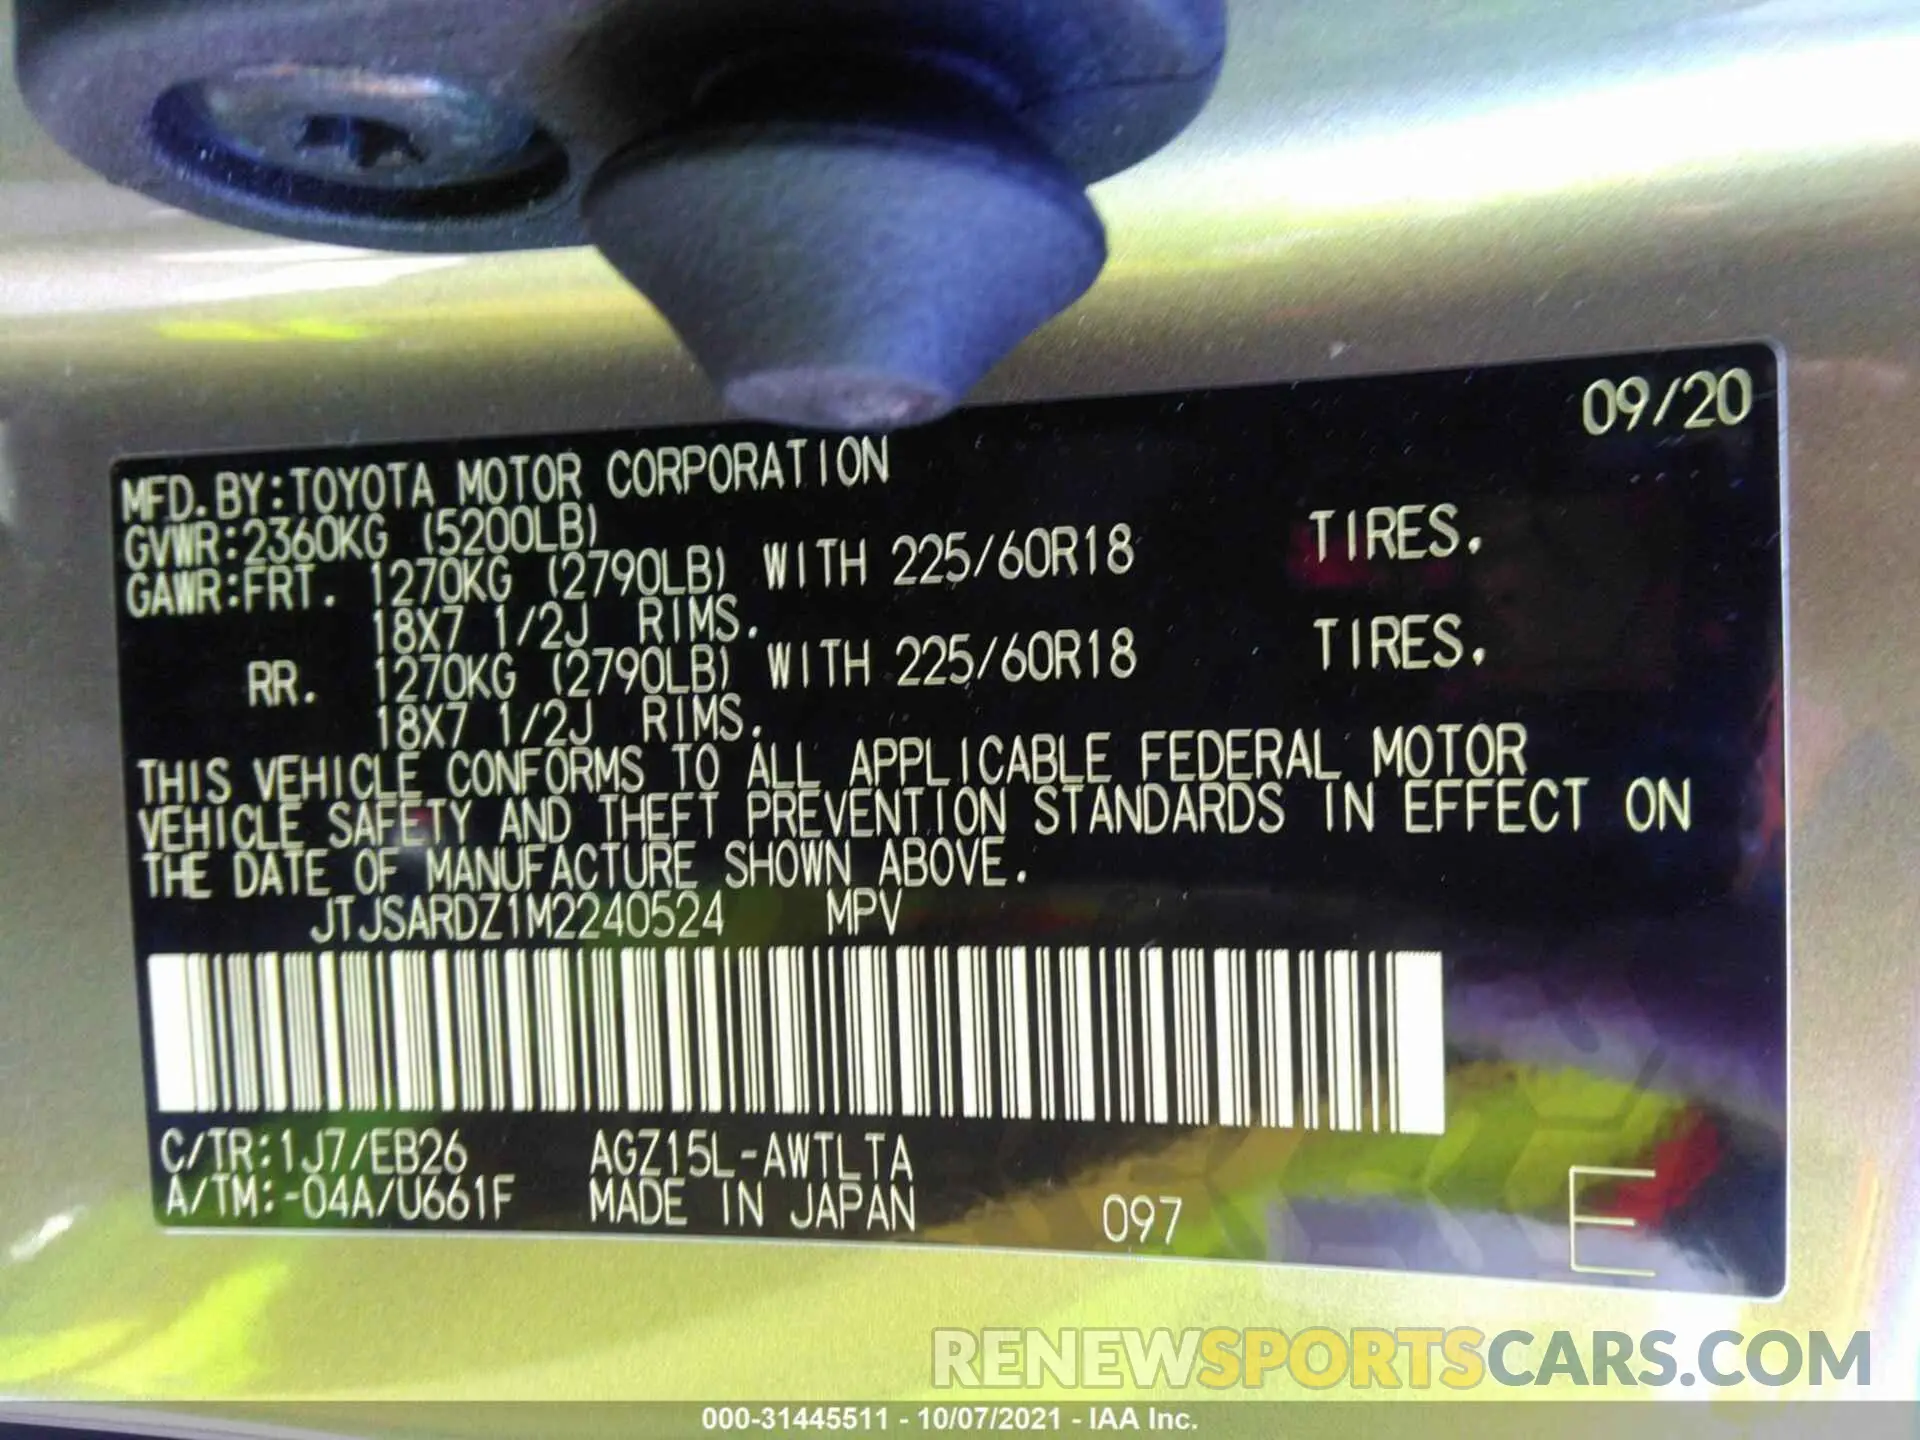 09/20
MFD.BY:TOYOTA MOTOR CORPORATION
GVWR:2360KG (5200LB)
GAWR:FRT. 1270KG (2790LB) WITH 225/60R18 TIRES.
18X7 1/2J RIMS.
RR. 1270KG (2790LB) WITH 225/60R18 TIRES.
18X7 1/2J RIMS.
THIS VEHICLE CONFORMS TO ALL APPLICABLE FEDERAL MOTOR
VEHICLE SAFETY AND THEFT PREVENTION STANDARDS IN EFFECT ON
THE DATE OF MANUFACTURE SHOWN ABOVE.
JTJSARDZ1M2240524 MPV
C/TR:1J7/EB26 AGZ15L-AWTLTA
A/TM:-04A/U661F MADE IN JAPAN 097 E
RENEWSPORTSCARS.COM
000-31445511 - 10/07/2021 - IAA Inc.